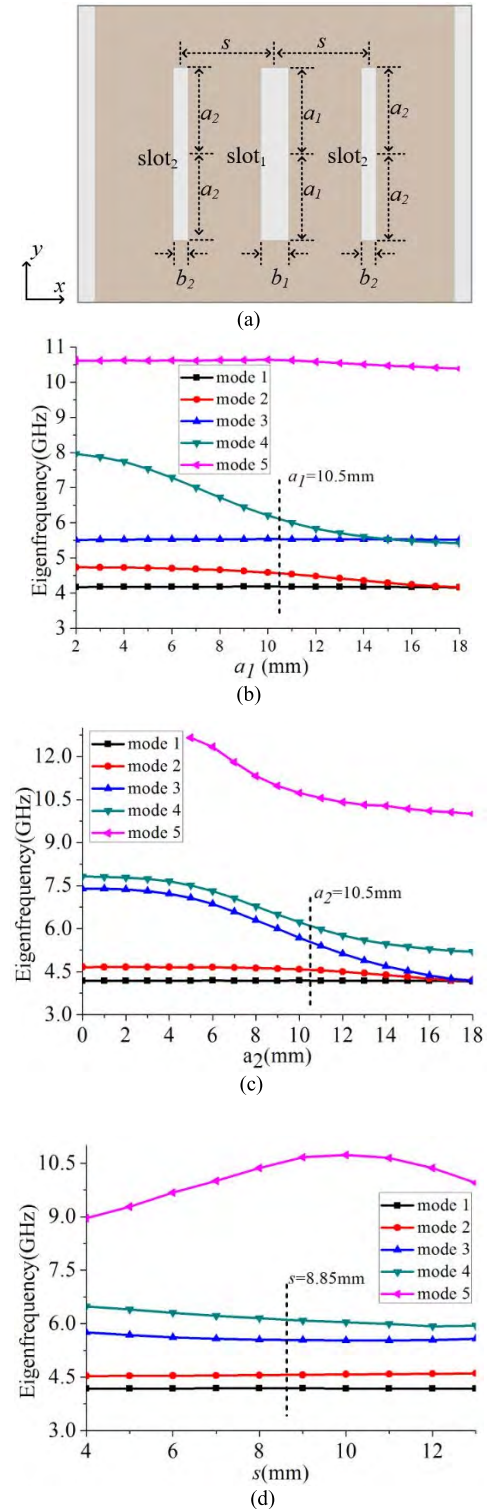 s s
a2 a1 a2
slot2 slot1 slot2
a2 a1 a2
y
x
b2 b1 b2
(a)
11
10
9
8
7
6
5
4
3
Eigenfrequency(GHz)
mode 1
mode 2
mode 3
mode 4
mode 5
a1=10.5mm
2 4 6 8 10 12 14 16 18
a1 (mm)
(b)
12.0
10.5
9.0
7.5
6.0
4.5
3.0
Eigenfrequency(GHz)
mode 1
mode 2
mode 3
mode 4
mode 5
a2=10.5mm
0 2 4 6 8 10 12 14 16 18
a2(mm)
(c)
10.5
9.0
7.5
6.0
4.5
3.0
Eigenfrequency(GHz)
mode 1
mode 2
mode 3
mode 4
mode 5
s=8.85mm
4 6 8 10 12
s(mm)
(d)